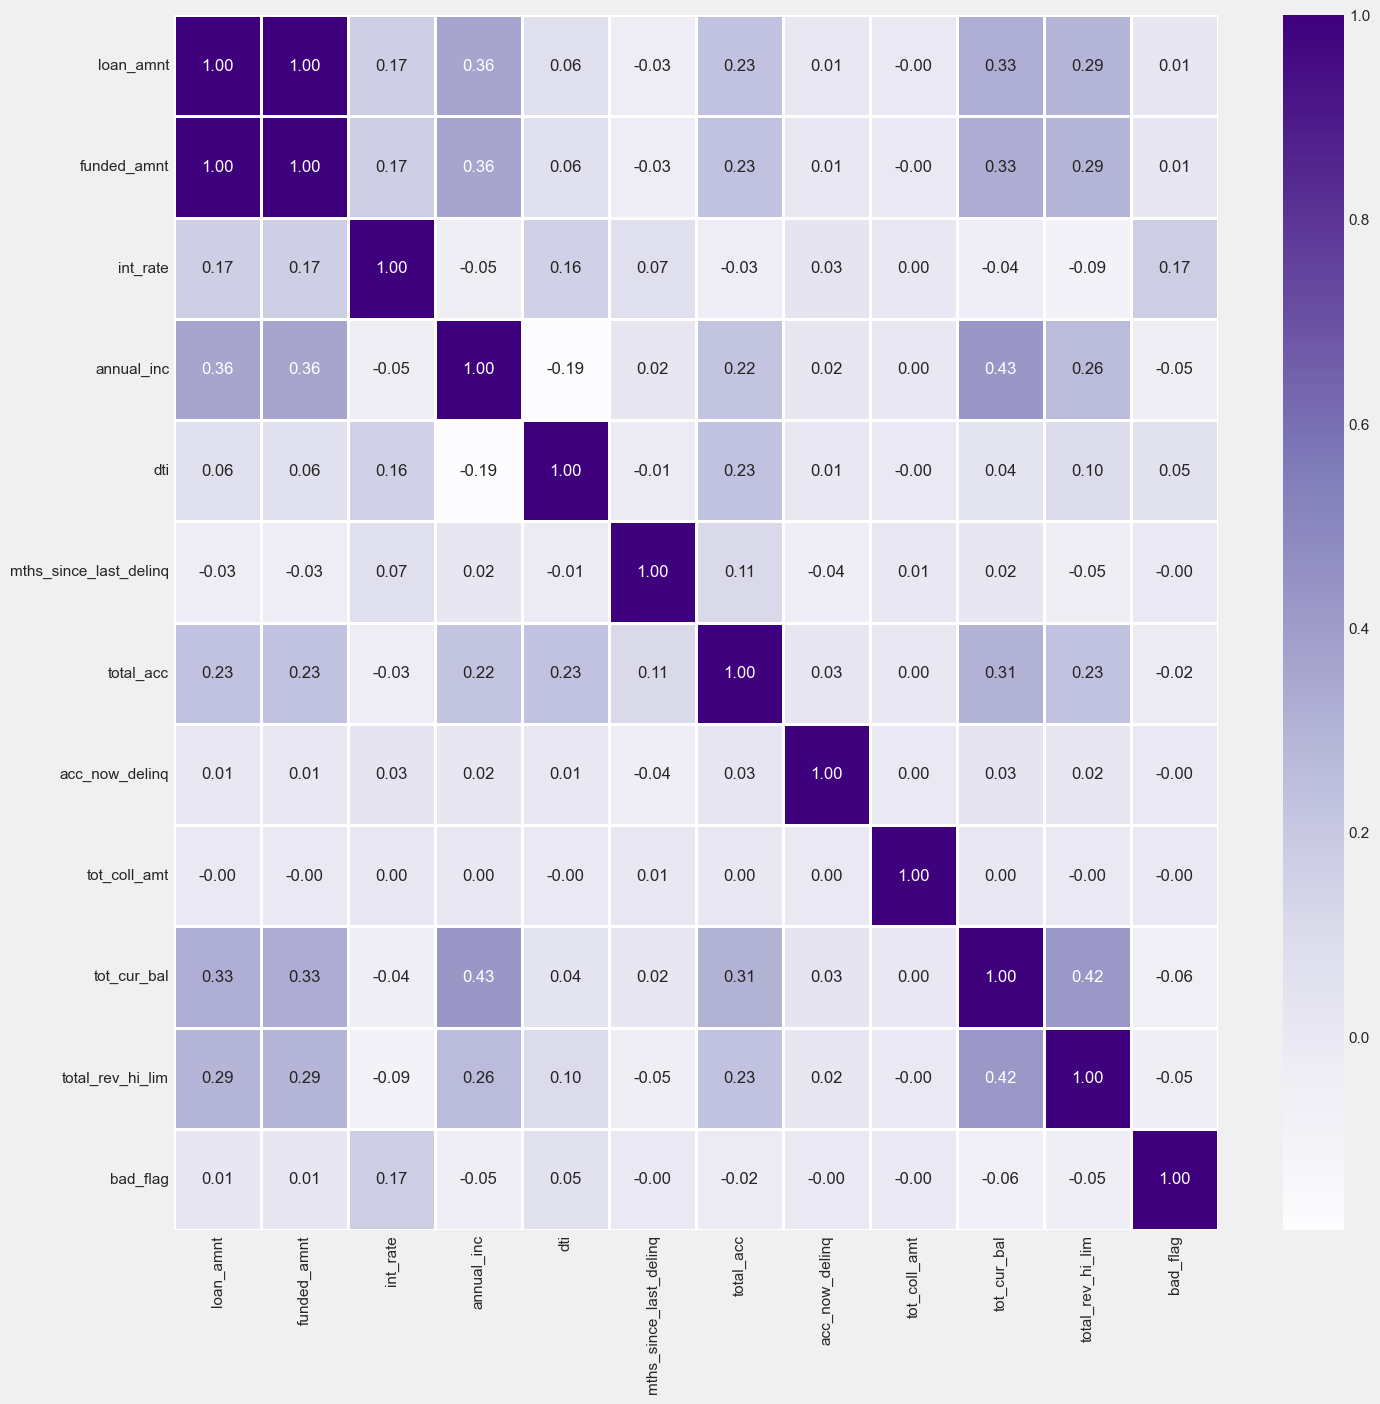 loan_amnt 1.00 1.00 0.17 0.36 0.06 -0.03 0.23 0.01 -0.00 0.33 0.29 0.01
funded_amnt 1.00 1.00 0.17 0.36 0.06 -0.03 0.23 0.01 -0.00 0.33 0.29 0.01
int_rate 0.17 0.17 1.00 -0.05 0.16 0.07 -0.03 0.03 0.00 -0.04 -0.09 0.17
annual_inc 0.36 0.36 -0.05 1.00 -0.19 0.02 0.22 0.02 0.00 0.43 0.26 -0.05
dti 0.06 0.06 0.16 -0.19 1.00 -0.01 0.23 0.01 -0.00 0.04 0.10 0.05
mths_since_last_delinq -0.03 -0.03 0.07 0.02 -0.01 1.00 0.11 -0.04 0.01 0.02 -0.05 -0.00
total_acc 0.23 0.23 -0.03 0.22 0.23 0.11 1.00 0.03 0.00 0.31 0.23 -0.02
acc_now_delinq 0.01 0.01 0.03 0.02 0.01 -0.04 0.03 1.00 0.00 0.03 0.02 -0.00
tot_coll_amt -0.00 -0.00 0.00 0.00 -0.00 0.01 0.00 0.00 1.00 0.00 -0.00 -0.00
tot_cur_bal 0.33 0.33 -0.04 0.43 0.04 0.02 0.31 0.03 0.00 1.00 0.42 -0.06
total_rev_hi_lim 0.29 0.29 -0.09 0.26 0.10 -0.05 0.23 0.02 -0.00 0.42 1.00 -0.05
bad_flag 0.01 0.01 0.17 -0.05 0.05 -0.00 -0.02 -0.00 -0.00 -0.06 -0.05 1.00
loan_amnt
funded_amnt
int_rate
annual_inc
dti
mths_since_last_delinq
total_acc
acc_now_delinq
tot_coll_amt
tot_cur_bal
total_rev_hi_lim
bad_flag
1.0
0.8
0.6
0.4
0.2
0.0